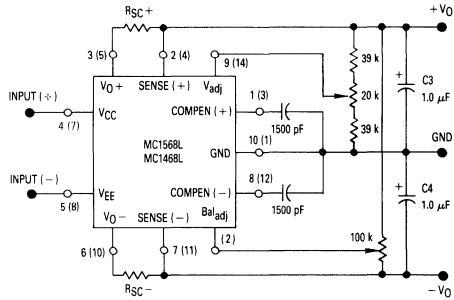 RSC+
+VO
3 (5)
2 (4)
9 (14)
VO+
SENSE (+)
Vadj
39 k
20 k
39 k
C3
1.0 µF
INPUT (+)
4 (7)
VCC
COMPEN (+)
1 (3)
1500 pF
MC1568L
MC1468L
GND
10 (1)
GND
INPUT (−)
5 (8)
VEE
COMPEN (−)
8 (12)
1500 pF
C4
1.0 µF
VO−
SENSE (−)
Baladj
(2)
100 k
6 (10)
7 (11)
RSC−
−VO